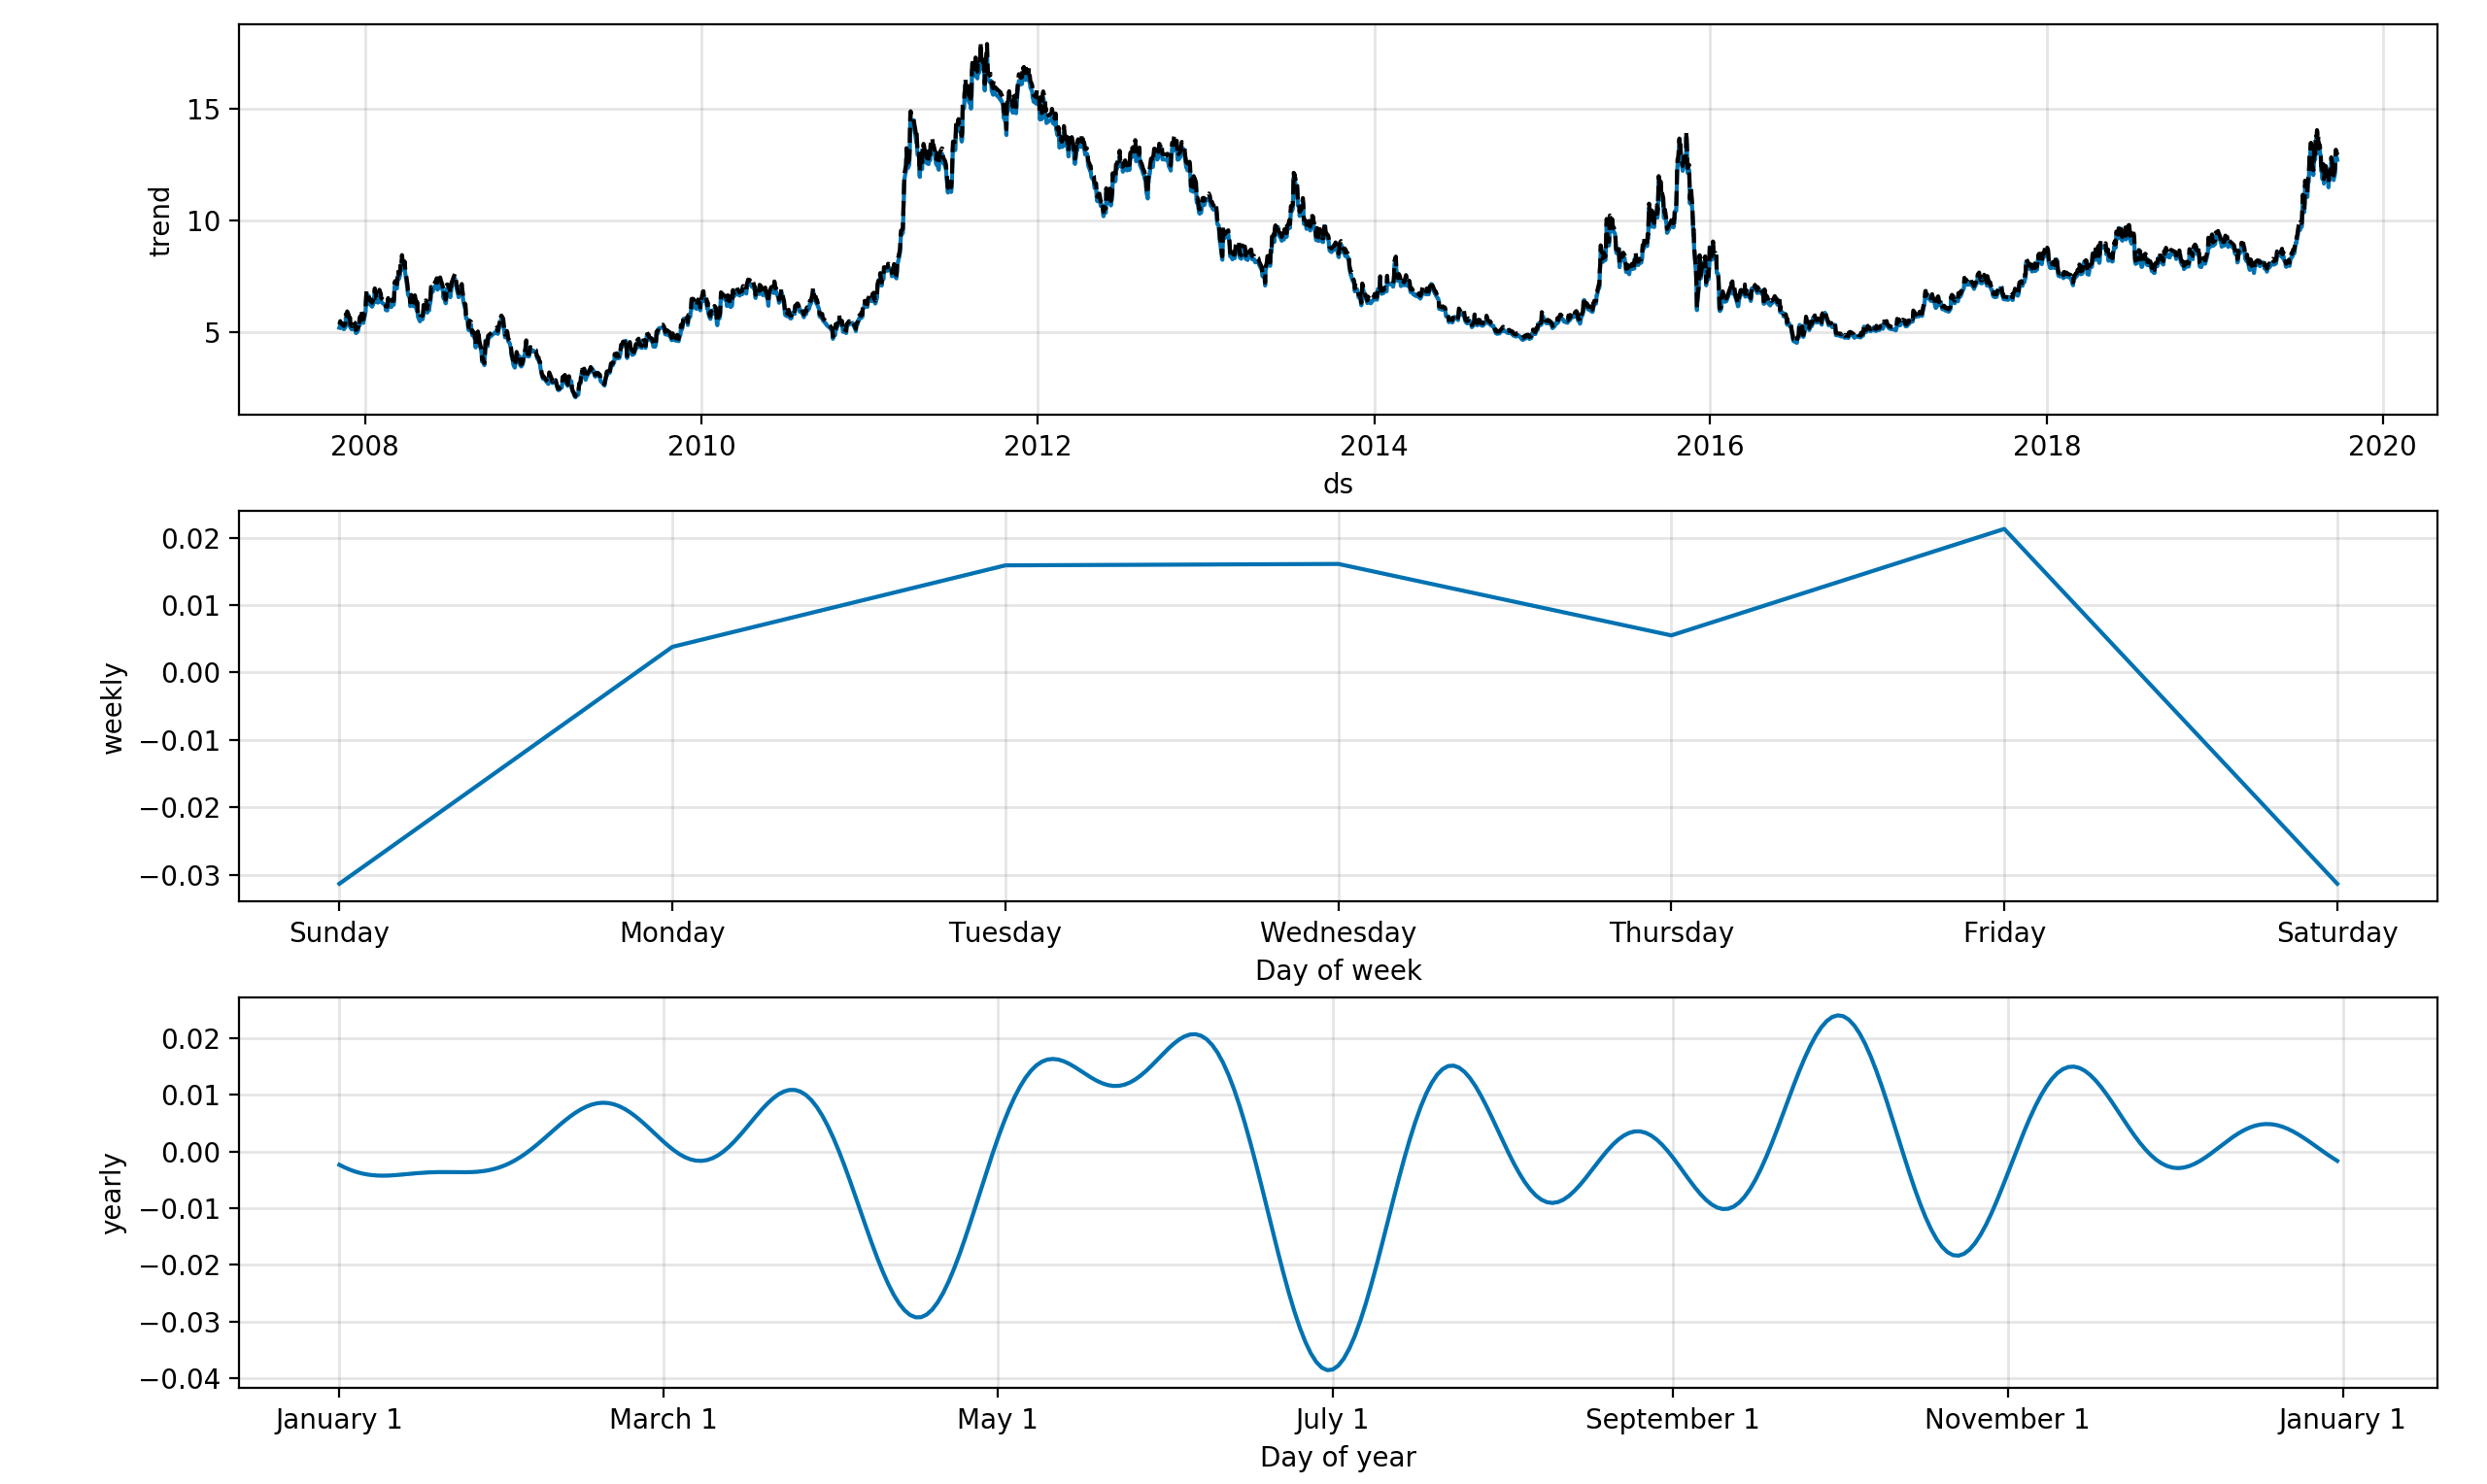 trend
15
10
5
2008 2010 2012 2014 2016 2018 2020
ds
weekly
0.02
0.01
0.00
−0.01
−0.02
−0.03
Sunday Monday Tuesday Wednesday Thursday Friday Saturday
Day of week
yearly
0.02
0.01
0.00
−0.01
−0.02
−0.03
−0.04
January 1 March 1 May 1 July 1 September 1 November 1 January 1
Day of year